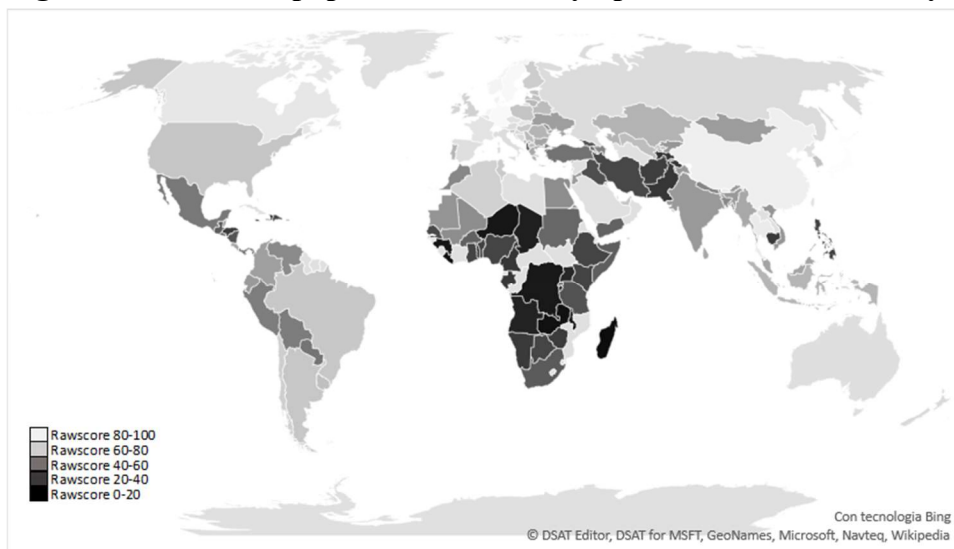 Rawscore 80-100
Rawscore 60-80
Rawscore 40-60
Rawscore 20-40
Rawscore 0-20
Con tecnologia Bing
© DSAT Editor, DSAT for MSFT, GeoNames, Microsoft, Navteq, Wikipedia